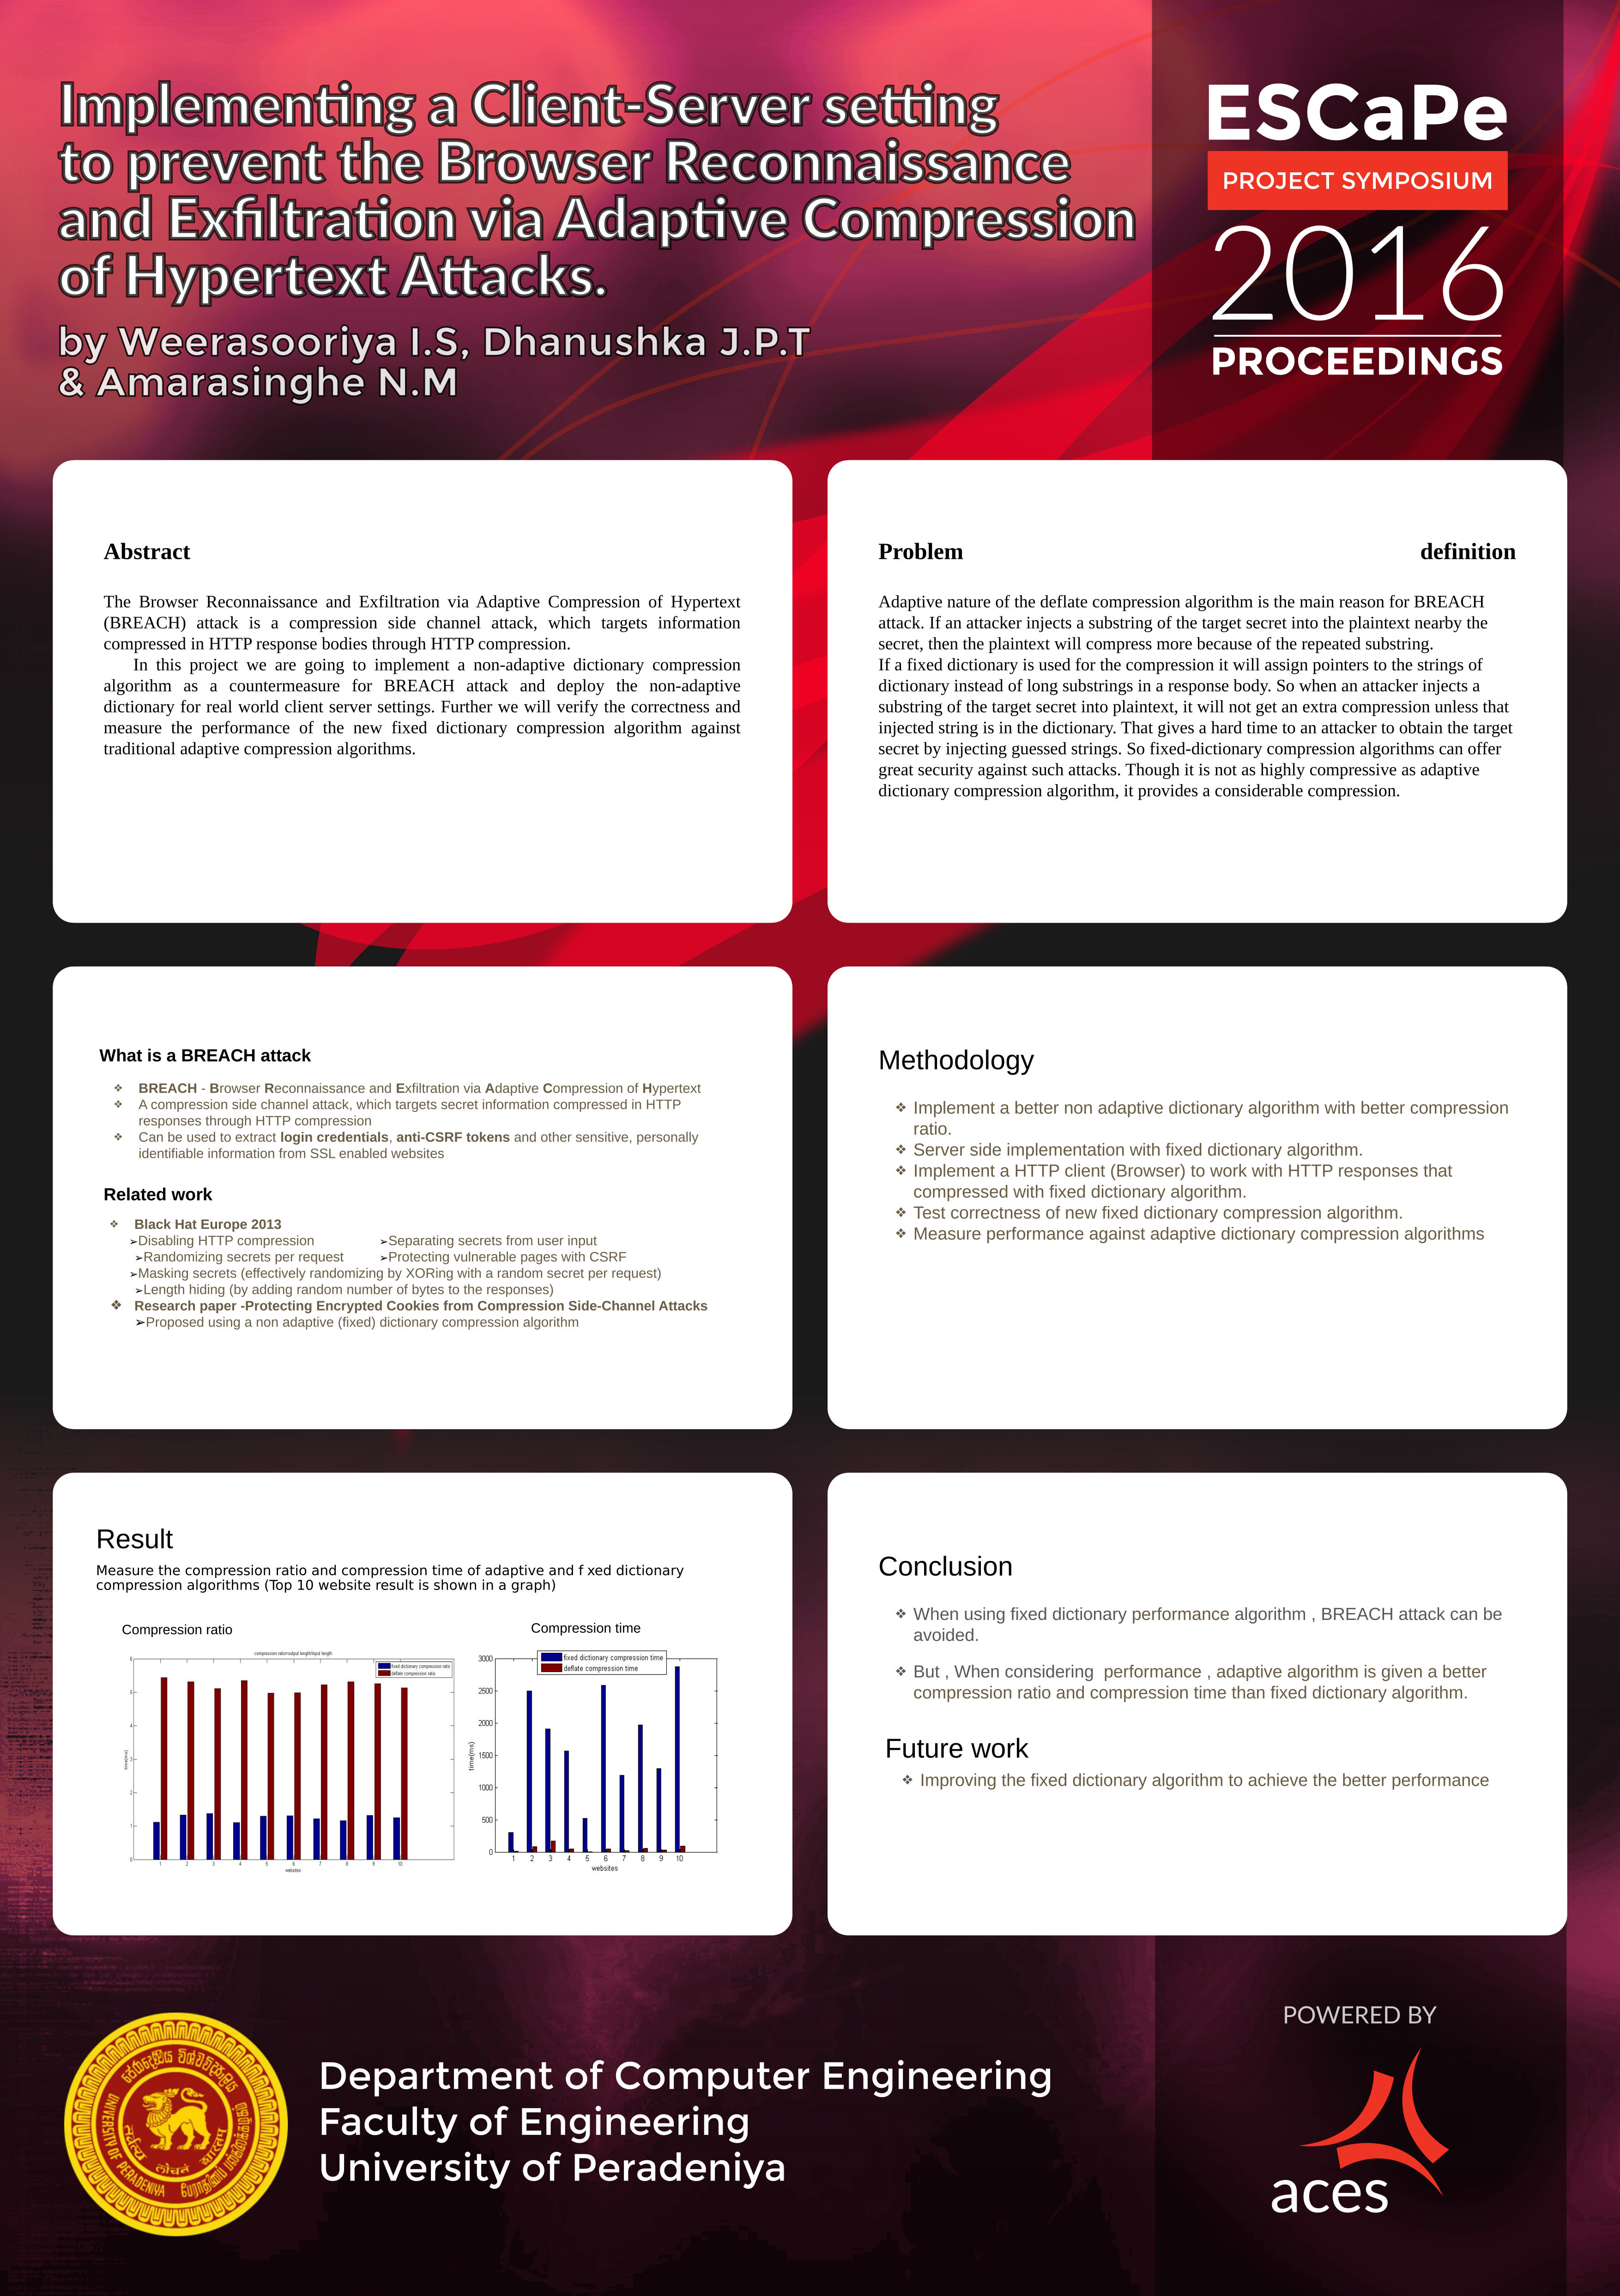 Implementing a Client-Server setting
to prevent the Browser Reconnaissance
and Exfiltration via Adaptive Compression
of Hypertext Attacks.
by Weerasooriya I.S, Dhanushka J.P.T
& Amarasinghe N.M
ESCaPe
PROJECT SYMPOSIUM
2016
PROCEEDINGS
Abstract
The Browser Reconnaissance and Exfiltration via Adaptive Compression of Hypertext
(BREACH) attack is a compression side channel attack, which targets information
compressed in HTTP response bodies through HTTP compression.
In this project we are going to implement a non-adaptive dictionary compression
algorithm as a countermeasure for BREACH attack and deploy the non-adaptive
dictionary for real world client server settings. Further we will verify the correctness and
measure the performance of the new fixed dictionary compression algorithm against
traditional adaptive compression algorithms.
Problem definition
Adaptive nature of the deflate compression algorithm is the main reason for BREACH
attack. If an attacker injects a substring of the target secret into the plaintext nearby the
secret, then the plaintext will compress more because of the repeated substring.
If a fixed dictionary is used for the compression it will assign pointers to the strings of
dictionary instead of long substrings in a response body. So when an attacker injects a
substring of the target secret into plaintext, it will not get an extra compression unless that
injected string is in the dictionary. That gives a hard time to an attacker to obtain the target
secret by injecting guessed strings. So fixed-dictionary compression algorithms can offer
great security against such attacks. Though it is not as highly compressive as adaptive
dictionary compression algorithm, it provides a considerable compression.
What is a BREACH attack
❖ BREACH - Browser Reconnaissance and Exfiltration via Adaptive Compression of Hypertext
❖ A compression side channel attack, which targets secret information compressed in HTTP
responses through HTTP compression
❖ Can be used to extract login credentials, anti-CSRF tokens and other sensitive, personally
identifiable information from SSL enabled websites
Related work
❖ Black Hat Europe 2013
➢Disabling HTTP compression ➢Separating secrets from user input
➢Randomizing secrets per request ➢Protecting vulnerable pages with CSRF
➢Masking secrets (effectively randomizing by XORing with a random secret per request)
➢Length hiding (by adding random number of bytes to the responses)
❖ Research paper -Protecting Encrypted Cookies from Compression Side-Channel Attacks
➢Proposed using a non adaptive (fixed) dictionary compression algorithm
Methodology
❖ Implement a better non adaptive dictionary algorithm with better compression
ratio.
❖ Server side implementation with fixed dictionary algorithm.
❖ Implement a HTTP client (Browser) to work with HTTP responses that
compressed with fixed dictionary algorithm.
❖ Test correctness of new fixed dictionary compression algorithm.
❖ Measure performance against adaptive dictionary compression algorithms
Result
Measure the compression ratio and compression time of adaptive and f xed dictionary
compression algorithms (Top 10 website result is shown in a graph)
Compression ratio
compression ratio=output length/input length
fixed dictionary compression ratio
deflate compression ratio
6
5
4
3
2
1
0
time(ms)
1 2 3 4 5 6 7 8 9 10
websites
Compression time
fixed dictionary compression time
deflate compression time
3000
2500
2000
1500
1000
500
0
time(ms)
1 2 3 4 5 6 7 8 9 10
websites
Conclusion
❖ When using fixed dictionary performance algorithm , BREACH attack can be
avoided.
❖ But , When considering performance , adaptive algorithm is given a better
compression ratio and compression time than fixed dictionary algorithm.
Future work
❖ Improving the fixed dictionary algorithm to achieve the better performance
UNIVERSITY OF PERADENIYA
Department of Computer Engineering
Faculty of Engineering
University of Peradeniya
POWERED BY
aces